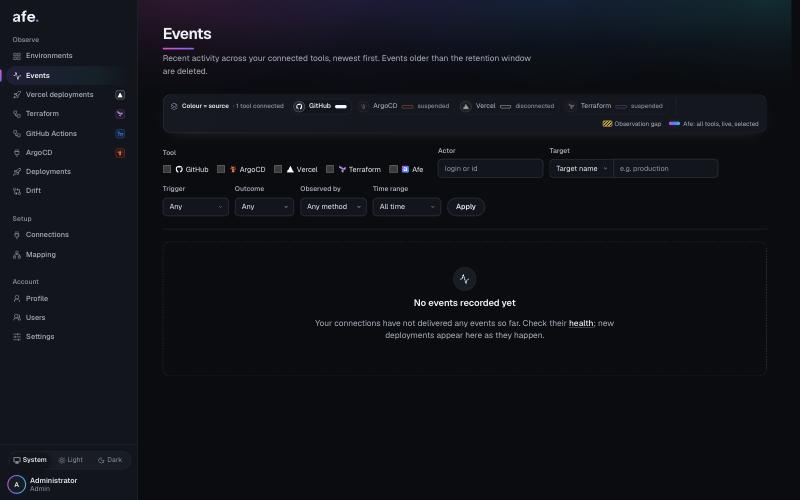 afe.
Observe
Environments
Events
Vercel deployments
Terraform
GitHub Actions
ArgoCD
Deployments
Drift
Setup
Connections
Mapping
Account
Profile
Users
Settings
System Light Dark
A
Administrator
Admin
Events
Recent activity across your connected tools, newest first. Events older than the retention window
are deleted.
Colour = source · 1 tool connected GitHub ArgoCD suspended Vercel disconnected Terraform suspended
Observation gap Afe: all tools, live, selected
Tool
GitHub ArgoCD Vercel Terraform Afe
Actor
login or id
Target
Target name e.g. production
Trigger
Any
Outcome
Any
Observed by
Any method
Time range
All time
Apply
No events recorded yet
Your connections have not delivered any events so far. Check their health; new
deployments appear here as they happen.